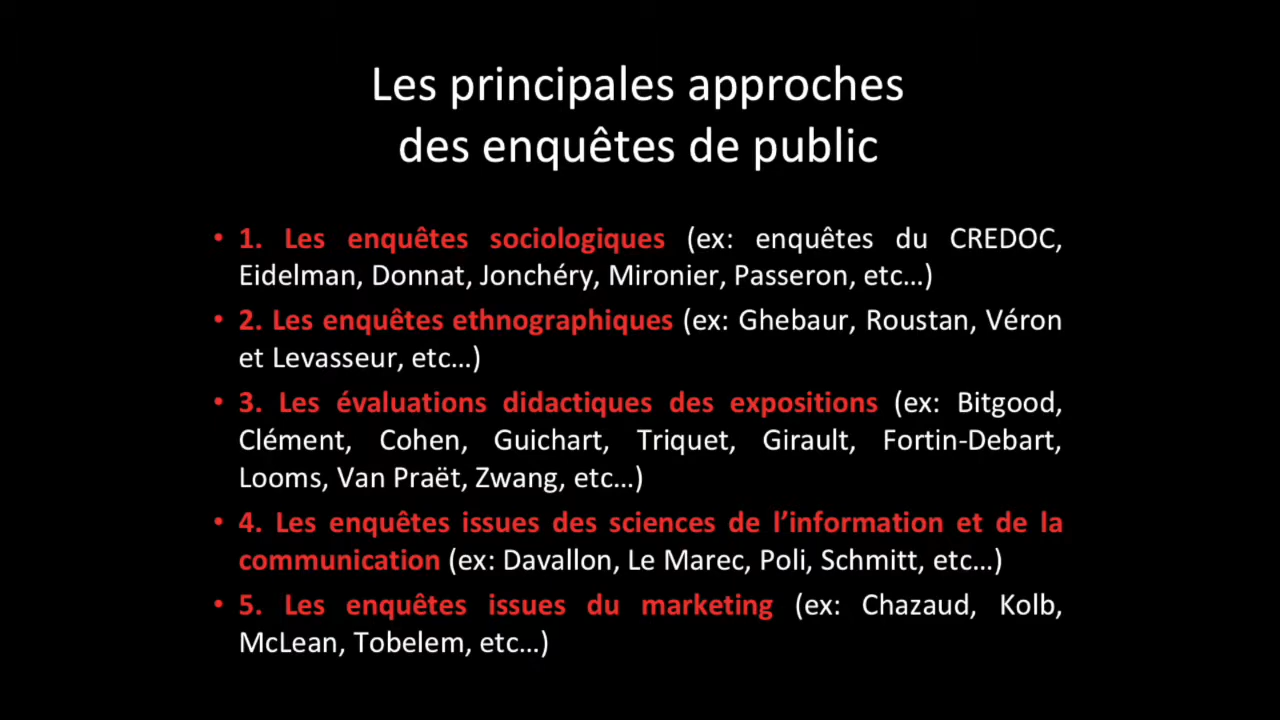 Les principales approches
des enquêtes de public
• 1. Les enquêtes sociologiques (ex: enquêtes du CREDOC,
Eidelman, Donnat, Jonchéry, Mironier, Passeron, etc…)
• 2. Les enquêtes ethnographiques (ex: Ghebaur, Roustan, Véron
et Levasseur, etc…)
• 3. Les évaluations didactiques des expositions (ex: Bitgood,
Clément, Cohen, Guichart, Triquet, Girault, Fortin-Debart,
Looms, Van Praët, Zwang, etc…)
• 4. Les enquêtes issues des sciences de l’information et de la
communication (ex: Davallon, Le Marec, Poli, Schmitt, etc…)
• 5. Les enquêtes issues du marketing (ex: Chazaud, Kolb,
McLean, Tobelem, etc…)